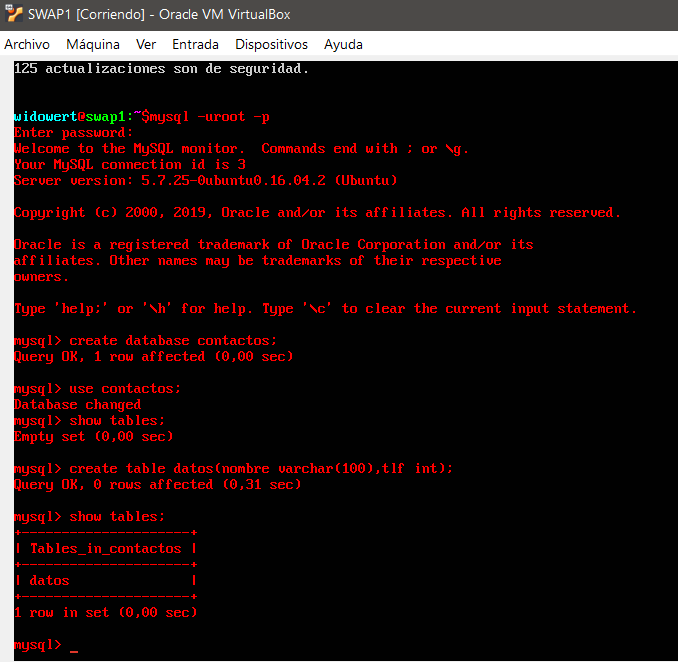 SWAP1 [Corriendo] - Oracle VM VirtualBox
Archivo Máquina Ver Entrada Dispositivos Ayuda
125 actualizaciones son de seguridad.
widowert@swap1:~$mysql -uroot -p
Enter password:
Welcome to the MySQL monitor.  Commands end with ; or \g.
Your MySQL connection id is 3
Server version: 5.7.25-0ubuntu0.16.04.2 (Ubuntu)
Copyright (c) 2000, 2019, Oracle and/or its affiliates. All rights reserved.
Oracle is a registered trademark of Oracle Corporation and/or its
affiliates. Other names may be trademarks of their respective
owners.
Type 'help;' or '\h' for help. Type '\c' to clear the current input statement.
mysql> create database contactos;
Query OK, 1 row affected (0,00 sec)
mysql> use contactos;
Database changed
mysql> show tables;
Empty set (0,00 sec)
mysql> create table datos(nombre varchar(100),tlf int);
Query OK, 0 rows affected (0,31 sec)
mysql> show tables;
+---------------------+
| Tables_in_contactos |
+---------------------+
| datos               |
+---------------------+
1 row in set (0,00 sec)
mysql> _